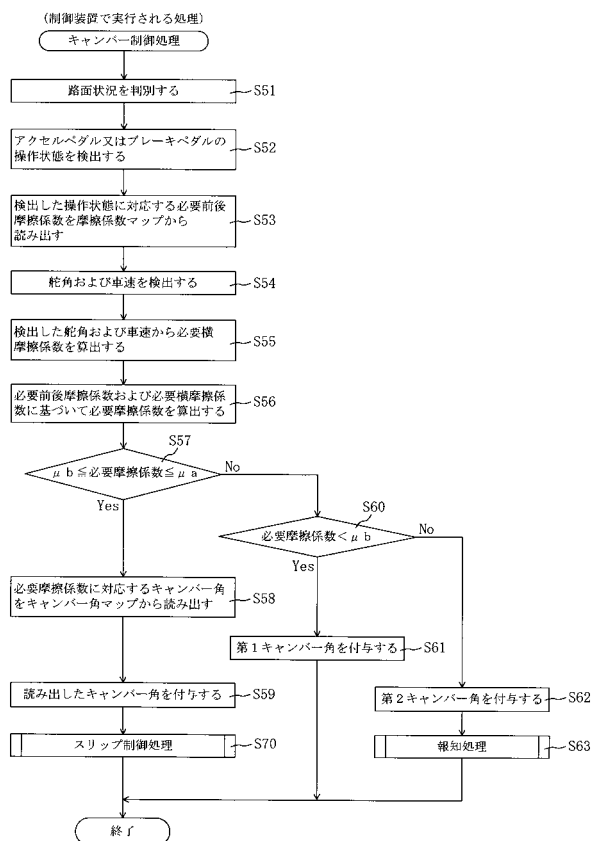 (制御装置で実行される処理)
キャンバー制御処理
路面状況を判別する
S51
アクセルペダル又はブレーキペダルの
操作状態を検出する
S52
検出した操作状態に対応する必要前後
摩擦係数を摩擦係数マップから
読み出す
S53
舵角および車速を検出する
S54
検出した舵角および車速から必要横
摩擦係数を算出する
S55
必要前後摩擦係数および必要横摩擦係
数に基づいて必要摩擦係数を算出する
S56
S57
μb≦必要摩擦係数≦μa
No
Yes
S60
必要摩擦係数<μb
No
Yes
必要摩擦係数に対応するキャンバー角
をキャンバー角マップから読み出す
S58
第1キャンバー角を付与する
S61
読み出したキャンバー角を付与する
S59
第2キャンバー角を付与する
S62
スリップ制御処理
S70
報知処理
S63
終了